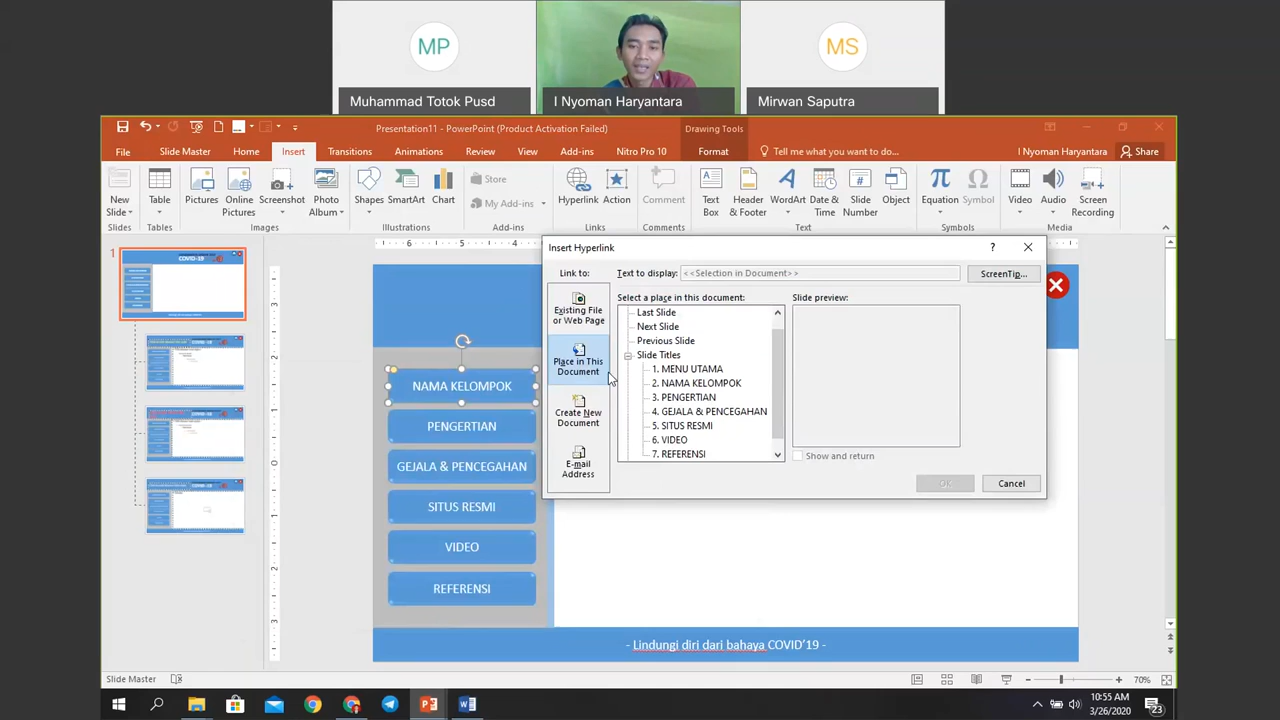 MP
MS
Muhammad Totok Pusd
I Nyoman Haryantara
Mirwan Saputra
Presentation11 - PowerPoint (Product Activation Failed)
Drawing Tools
File
Slide Master
Home
Insert
Transitions
Animations
Review
View
Add-ins
Nitro Pro 10
Format
Tell me what you want to do...
I Nyoman Haryantara
Share
New
Slide
Table
Pictures
Online
Pictures
Screenshot
Photo
Album
Shapes
SmartArt
Chart
Store
My Add-ins
Hyperlink
Action
Comment
Text
Box
Header
& Footer
WordArt
Date &
Time
Slide
Number
Object
Equation
Symbol
Video
Audio
Screen
Recording
Slides
Tables
Images
Illustrations
Add-ins
Links
Comments
Text
Symbols
Media
1
COVID-19
6 5 4
Insert Hyperlink
Link to:
Text to display:
<<Selection in Document>>
ScreenTip...
Existing File
or Web Page
Place in This
Document
Create New
Document
E-mail
Address
Select a place in this document:
Last Slide
Next Slide
Previous Slide
Slide Titles
1. MENU UTAMA
2. NAMA KELOMPOK
3. PENGERTIAN
4. GEJALA & PENCEGAHAN
5. SITUS RESMI
6. VIDEO
7. REFERENSI
Slide preview:
Show and return
OK
Cancel
NAMA KELOMPOK
PENGERTIAN
GEJALA & PENCEGAHAN
SITUS RESMI
VIDEO
REFERENSI
- Lindungi diri dari bahaya COVID'19 -
Slide Master
70%
10:55 AM
3/26/2020
23